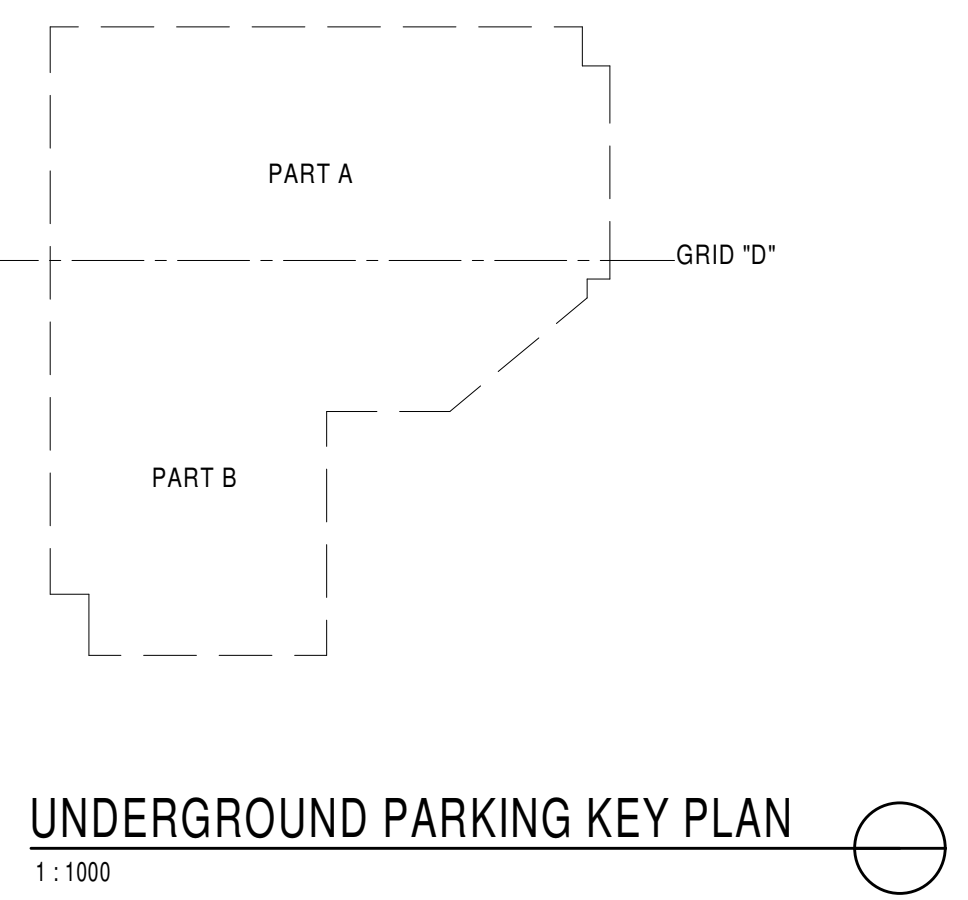 PART A
GRID "D"
PART B
UNDERGROUND PARKING KEY PLAN
1 : 1000